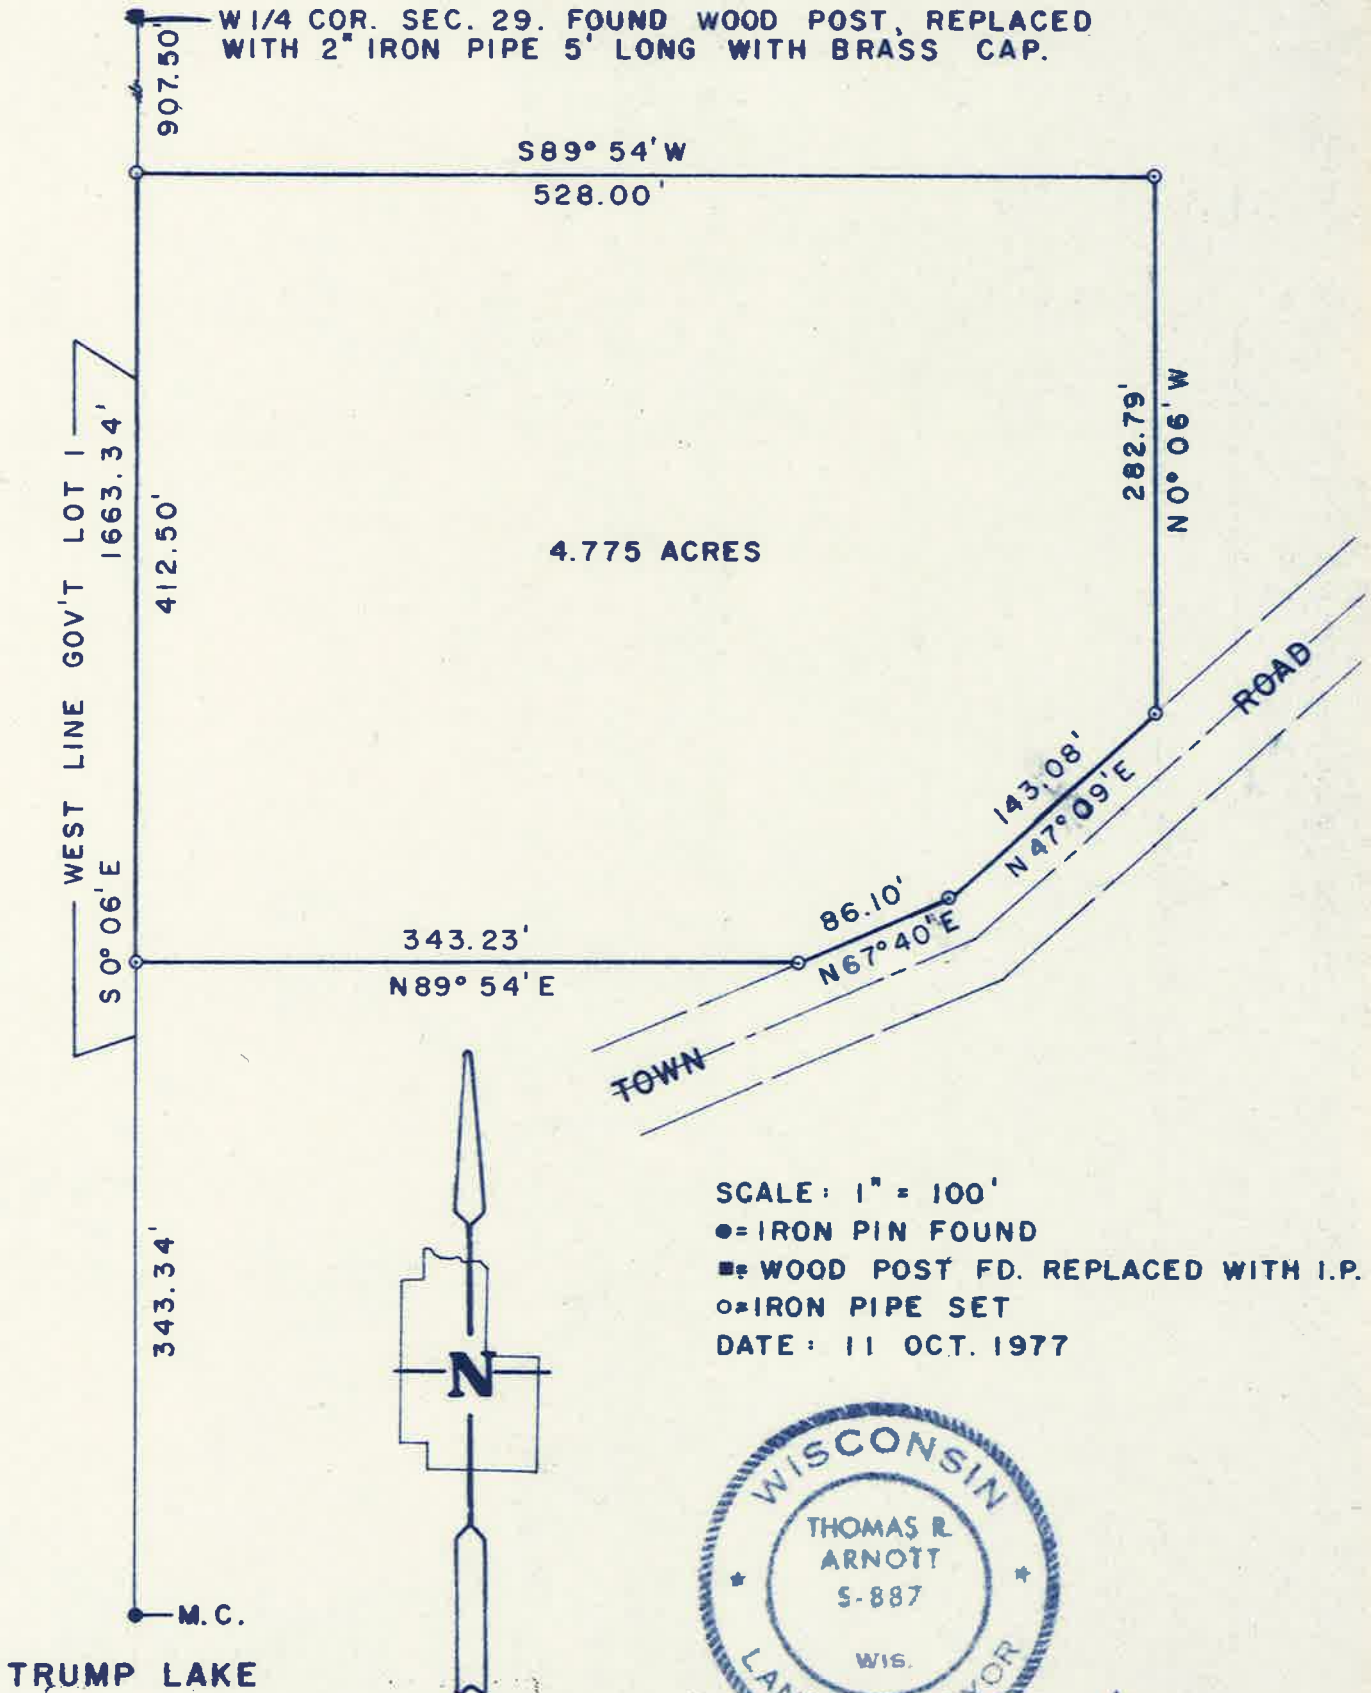 W 1/4 COR. SEC. 29. FOUND WOOD POST, REPLACED
WITH 2" IRON PIPE 5' LONG WITH BRASS CAP.
907.50'
S89° 54' W
528.00'
282.79'
N 0° 06' W
WEST LINE GOV'T LOT 1
1663.34'
412.50'
S 0° 06' E
4.775 ACRES
ROAD
143.08'
N 47° 09' E
86.10'
N 67° 40" E
343.23'
N 89° 54' E
TOWN
343.34'
N
SCALE: 1" = 100'
●= IRON PIN FOUND
■= WOOD POST FD. REPLACED WITH I.P.
○=IRON PIPE SET
DATE: 11 OCT. 1977
WISCONSIN
THOMAS R.
ARNOTT
S-887
WIS.
M.C.
TRUMP LAKE